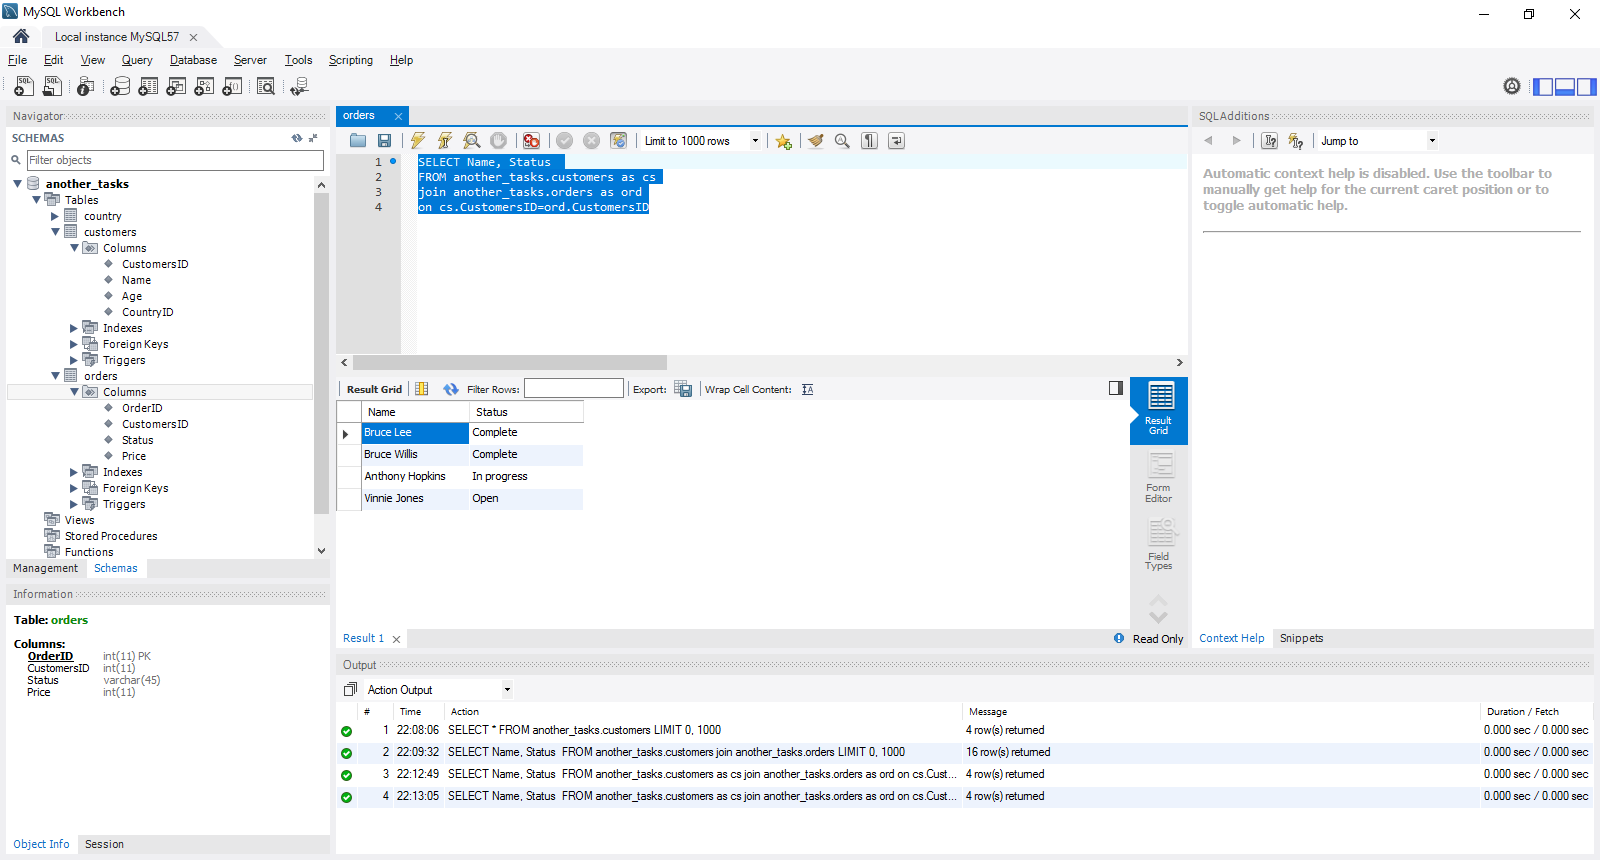 MySQL Workbench
Local instance MySQL57
File Edit View Query Database Server Tools Scripting Help
Navigator
SCHEMAS
Filter objects
another_tasks
Tables
country
customers
Columns
CustomersID
Name
Age
CountryID
Indexes
Foreign Keys
Triggers
orders
Columns
OrderID
CustomersID
Status
Price
Indexes
Foreign Keys
Triggers
Views
Stored Procedures
Functions
Management Schemas
Information
Table: orders
Columns:
OrderID int(11) PK
CustomersID int(11)
Status varchar(45)
Price int(11)
Object Info Session
orders
Limit to 1000 rows
1 SELECT Name, Status
2 FROM another_tasks.customers as cs
3 join another_tasks.orders as ord
4 on cs.CustomersID=ord.CustomersID
Result Grid Filter Rows: Export: Wrap Cell Content:
Name Status
Bruce Lee Complete
Bruce Willis Complete
Anthony Hopkins In progress
Vinnie Jones Open
Result
Grid
Form
Editor
Field
Types
Result 1 Read Only
SQLAdditions
Jump to
Automatic context help is disabled. Use the toolbar to
manually get help for the current caret position or to
toggle automatic help.
Context Help Snippets
Output
Action Output
# Time Action Message Duration / Fetch
1 22:08:06 SELECT * FROM another_tasks.customers LIMIT 0, 1000 4 row(s) returned 0.000 sec / 0.000 sec
2 22:09:32 SELECT Name, Status FROM another_tasks.customers join another_tasks.orders LIMIT 0, 1000 16 row(s) returned 0.000 sec / 0.000 sec
3 22:12:49 SELECT Name, Status FROM another_tasks.customers as cs join another_tasks.orders as ord on cs.Cust... 4 row(s) returned 0.000 sec / 0.000 sec
4 22:13:05 SELECT Name, Status FROM another_tasks.customers as cs join another_tasks.orders as ord on cs.Cust... 4 row(s) returned 0.000 sec / 0.000 sec